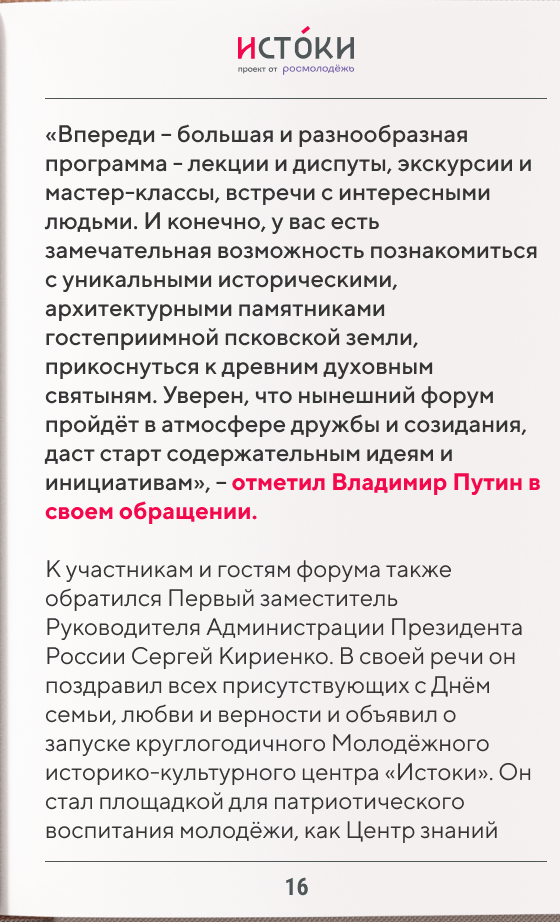 истóки
проект от росмолодёжь
«Впереди – большая и разнообразная
программа - лекции и диспуты, экскурсии и
мастер-классы, встречи с интересными
людьми. И конечно, у вас есть
замечательная возможность познакомиться
с уникальными историческими,
архитектурными памятниками
гостеприимной псковской земли,
прикоснуться к древним духовным
святыням. Уверен, что нынешний форум
пройдёт в атмосфере дружбы и созидания,
даст старт содержательным идеям и
инициативам», – отметил Владимир Путин в
своем обращении.
К участникам и гостям форума также
обратился Первый заместитель
Руководителя Администрации Президента
России Сергей Кириенко. В своей речи он
поздравил всех присутствующих с Днём
семьи, любви и верности и объявил о
запуске круглогодичного Молодёжного
историко-культурного центра «Истоки». Он
стал площадкой для патриотического
воспитания молодёжи, как Центр знаний
16